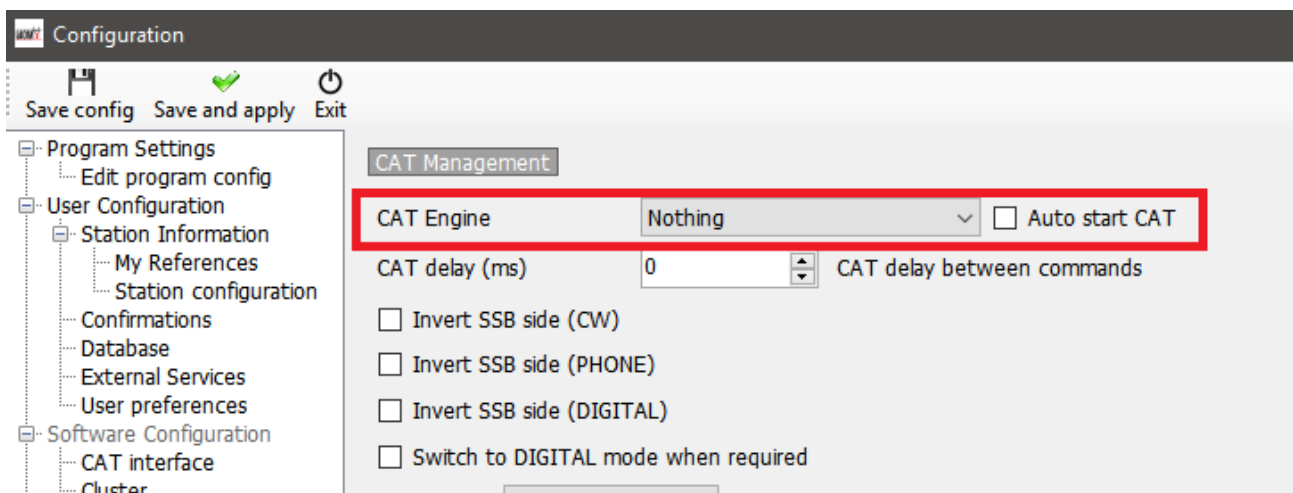 Configuration
Save config Save and apply Exit
Program Settings
Edit program config
User Configuration
Station Information
My References
Station configuration
Confirmations
Database
External Services
User preferences
Software Configuration
CAT interface
Cluster
CAT Management
CAT Engine Nothing Auto start CAT
CAT delay (ms) 0 CAT delay between commands
Invert SSB side (CW)
Invert SSB side (PHONE)
Invert SSB side (DIGITAL)
Switch to DIGITAL mode when required